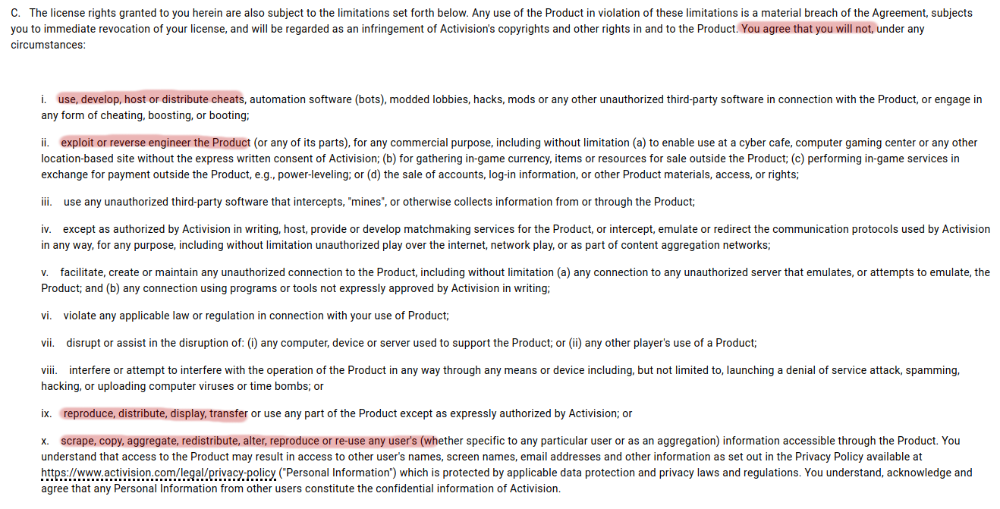 C. The license rights granted to you herein are also subject to the limitations set forth below. Any use of the Product in violation of these limitations is a material breach of the Agreement, subjects
you to immediate revocation of your license, and will be regarded as an infringement of Activision's copyrights and other rights in and to the Product. You agree that you will not, under any
circumstances:
i. use, develop, host or distribute cheats, automation software (bots), modded lobbies, hacks, mods or any other unauthorized third-party software in connection with the Product, or engage in
any form of cheating, boosting, or booting;
ii. exploit or reverse engineer the Product (or any of its parts), for any commercial purpose, including without limitation (a) to enable use at a cyber cafe, computer gaming center or any other
location-based site without the express written consent of Activision; (b) for gathering in-game currency, items or resources for sale outside the Product; (c) performing in-game services in
exchange for payment outside the Product, e.g., power-leveling; or (d) the sale of accounts, log-in information, or other Product materials, access, or rights;
iii. use any unauthorized third-party software that intercepts, "mines", or otherwise collects information from or through the Product;
iv. except as authorized by Activision in writing, host, provide or develop matchmaking services for the Product, or intercept, emulate or redirect the communication protocols used by Activision
in any way, for any purpose, including without limitation unauthorized play over the internet, network play, or as part of content aggregation networks;
v. facilitate, create or maintain any unauthorized connection to the Product, including without limitation (a) any connection to any unauthorized server that emulates, or attempts to emulate, the
Product; and (b) any connection using programs or tools not expressly approved by Activision in writing;
vi. violate any applicable law or regulation in connection with your use of Product;
vii. disrupt or assist in the disruption of: (i) any computer, device or server used to support the Product; or (ii) any other player's use of a Product;
viii. interfere or attempt to interfere with the operation of the Product in any way through any means or device including, but not limited to, launching a denial of service attack, spamming,
hacking, or uploading computer viruses or time bombs; or
ix. reproduce, distribute, display, transfer or use any part of the Product except as expressly authorized by Activision; or
x. scrape, copy, aggregate, redistribute, alter, reproduce or re-use any user's (whether specific to any particular user or as an aggregation) information accessible through the Product. You
understand that access to the Product may result in access to other user's names, screen names, email addresses and other information as set out in the Privacy Policy available at
https://www.activision.com/legal/privacy-policy ("Personal Information") which is protected by applicable data protection and privacy laws and regulations. You understand, acknowledge and
agree that any Personal Information from other users constitute the confidential information of Activision.